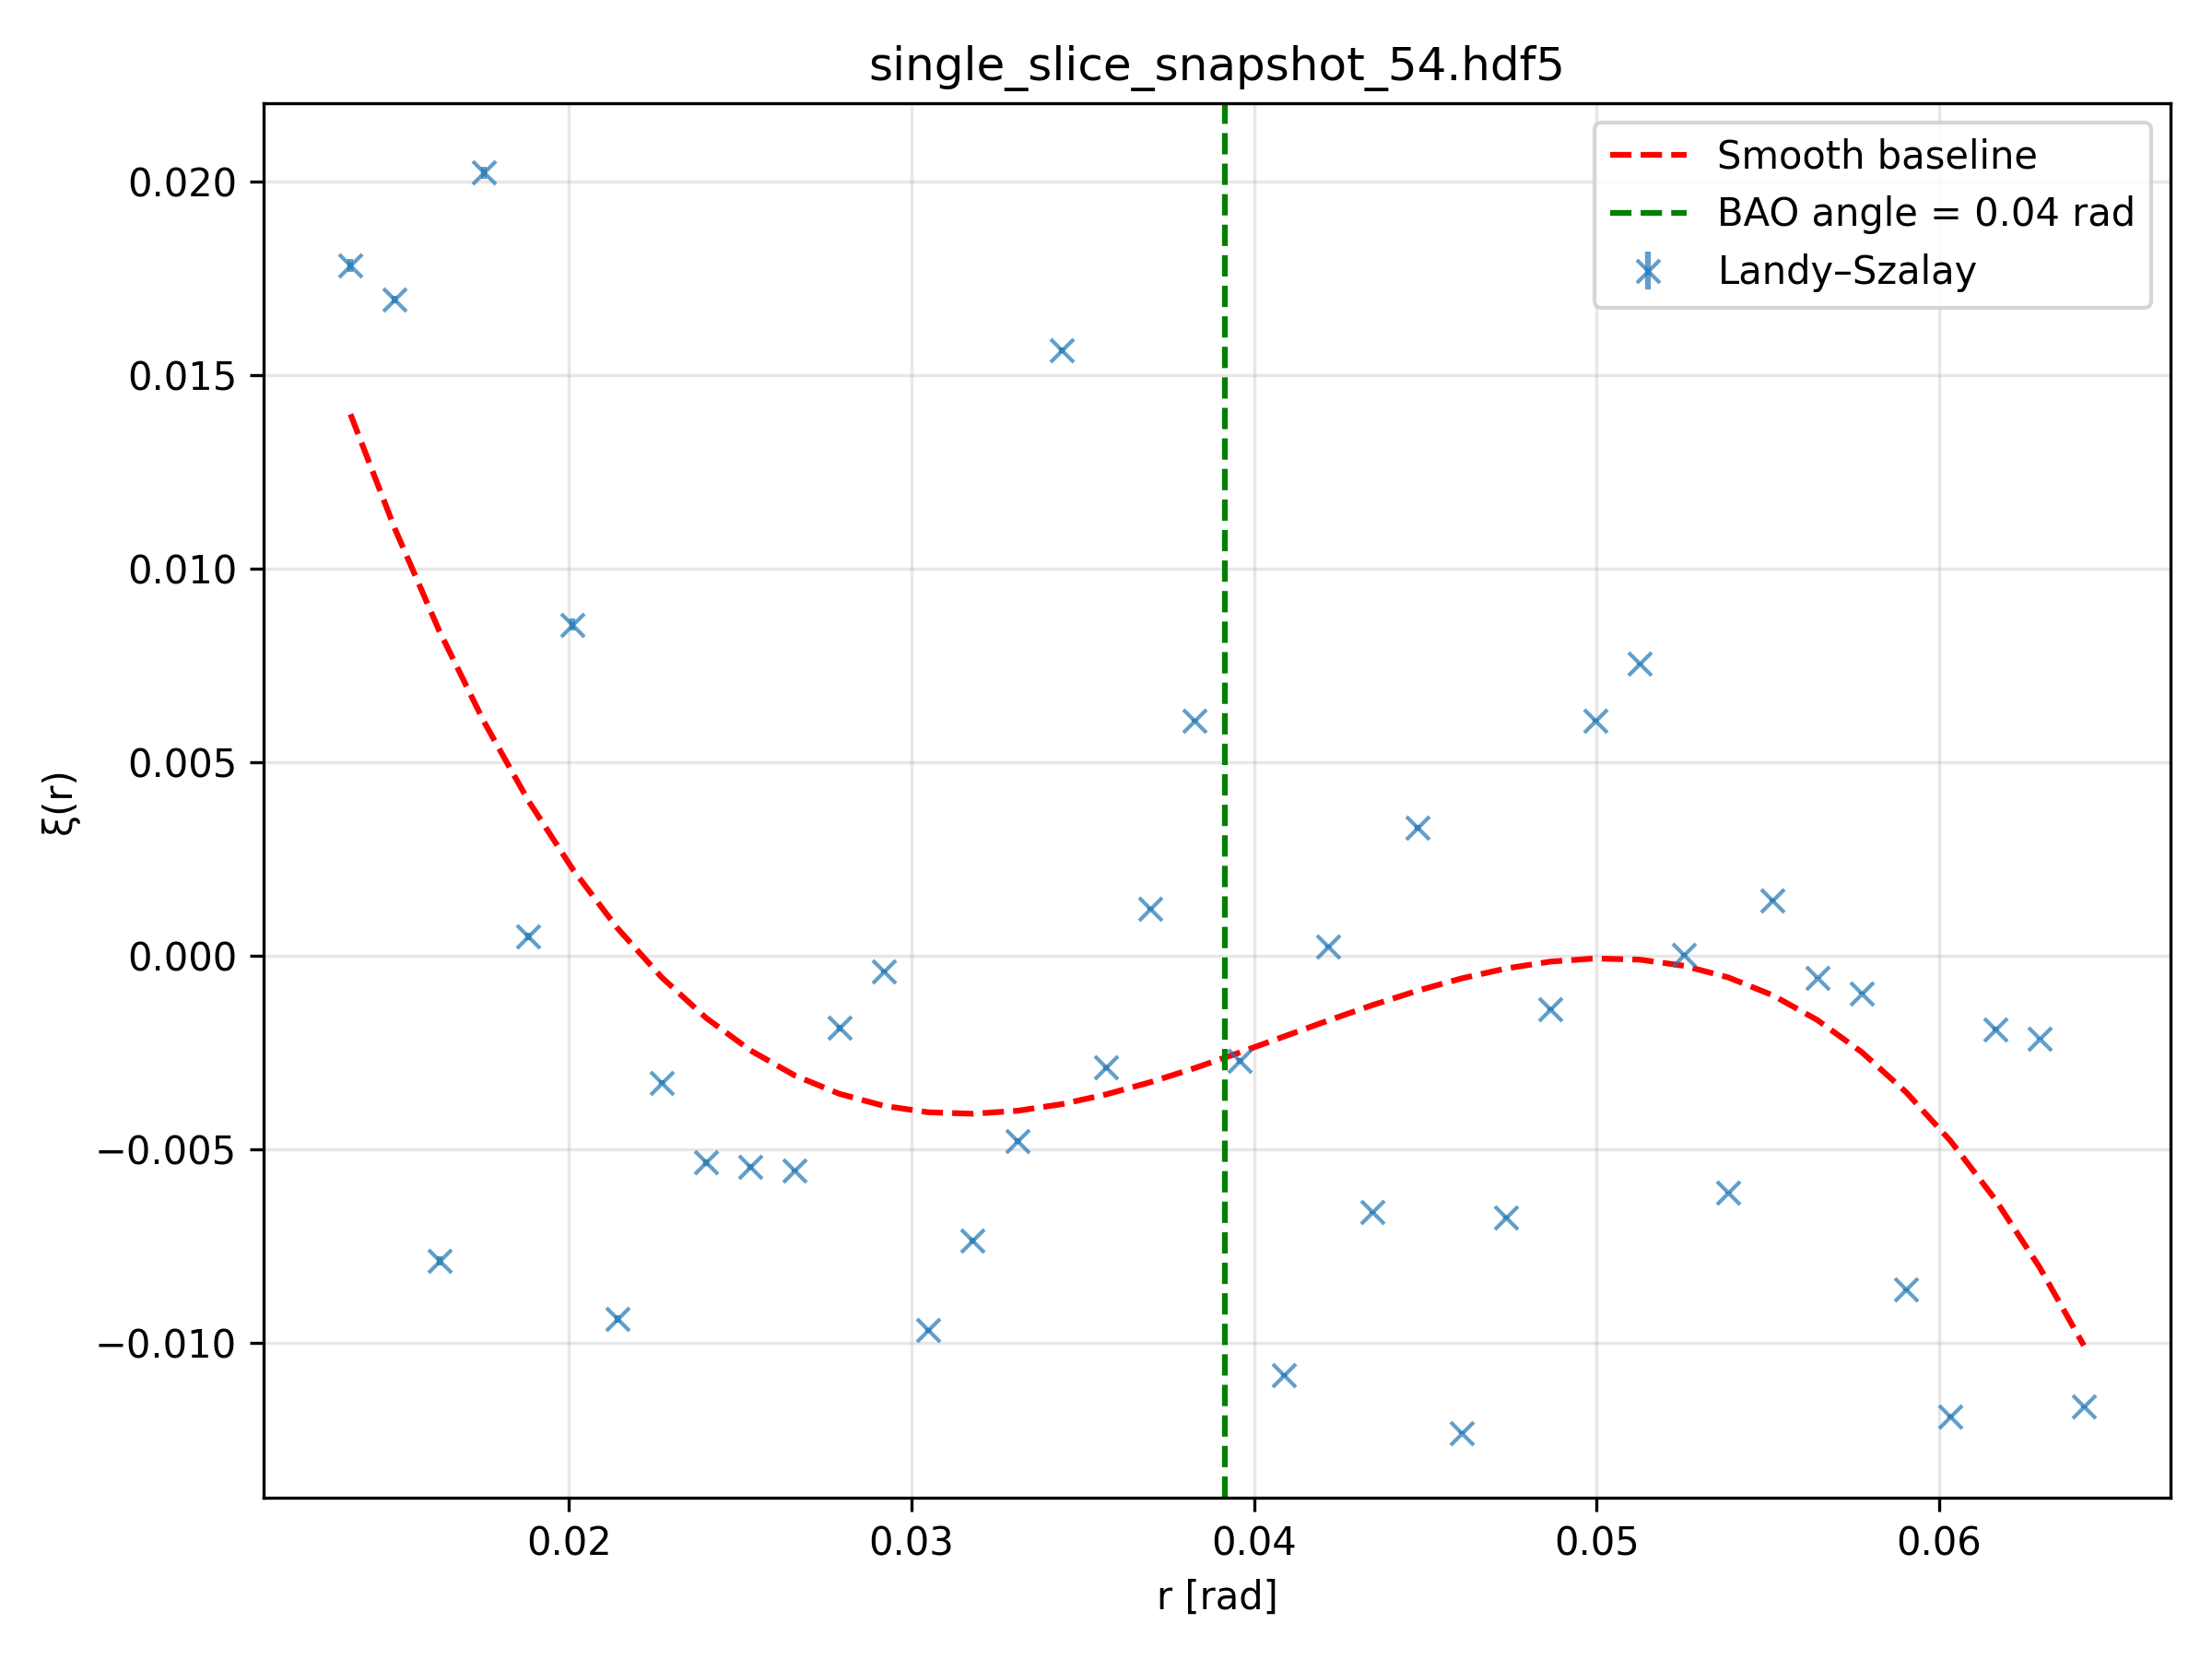 single_slice_snapshot_54.hdf5
Smooth baseline
BAO angle = 0.04 rad
Landy–Szalay
0.020
0.015
0.010
0.005
0.000
−0.005
−0.010
ξ(r)
0.02 0.03 0.04 0.05 0.06
r [rad]